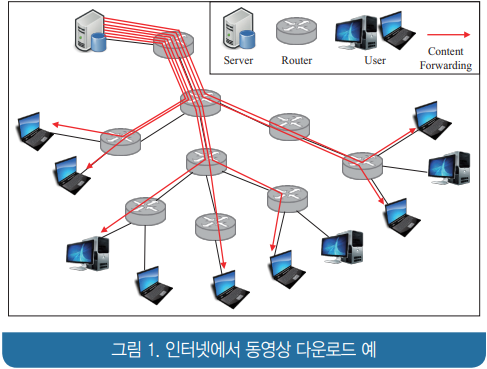 Server Router User Content
Forwarding
그림 1. 인터넷에서 동영상 다운로드 예